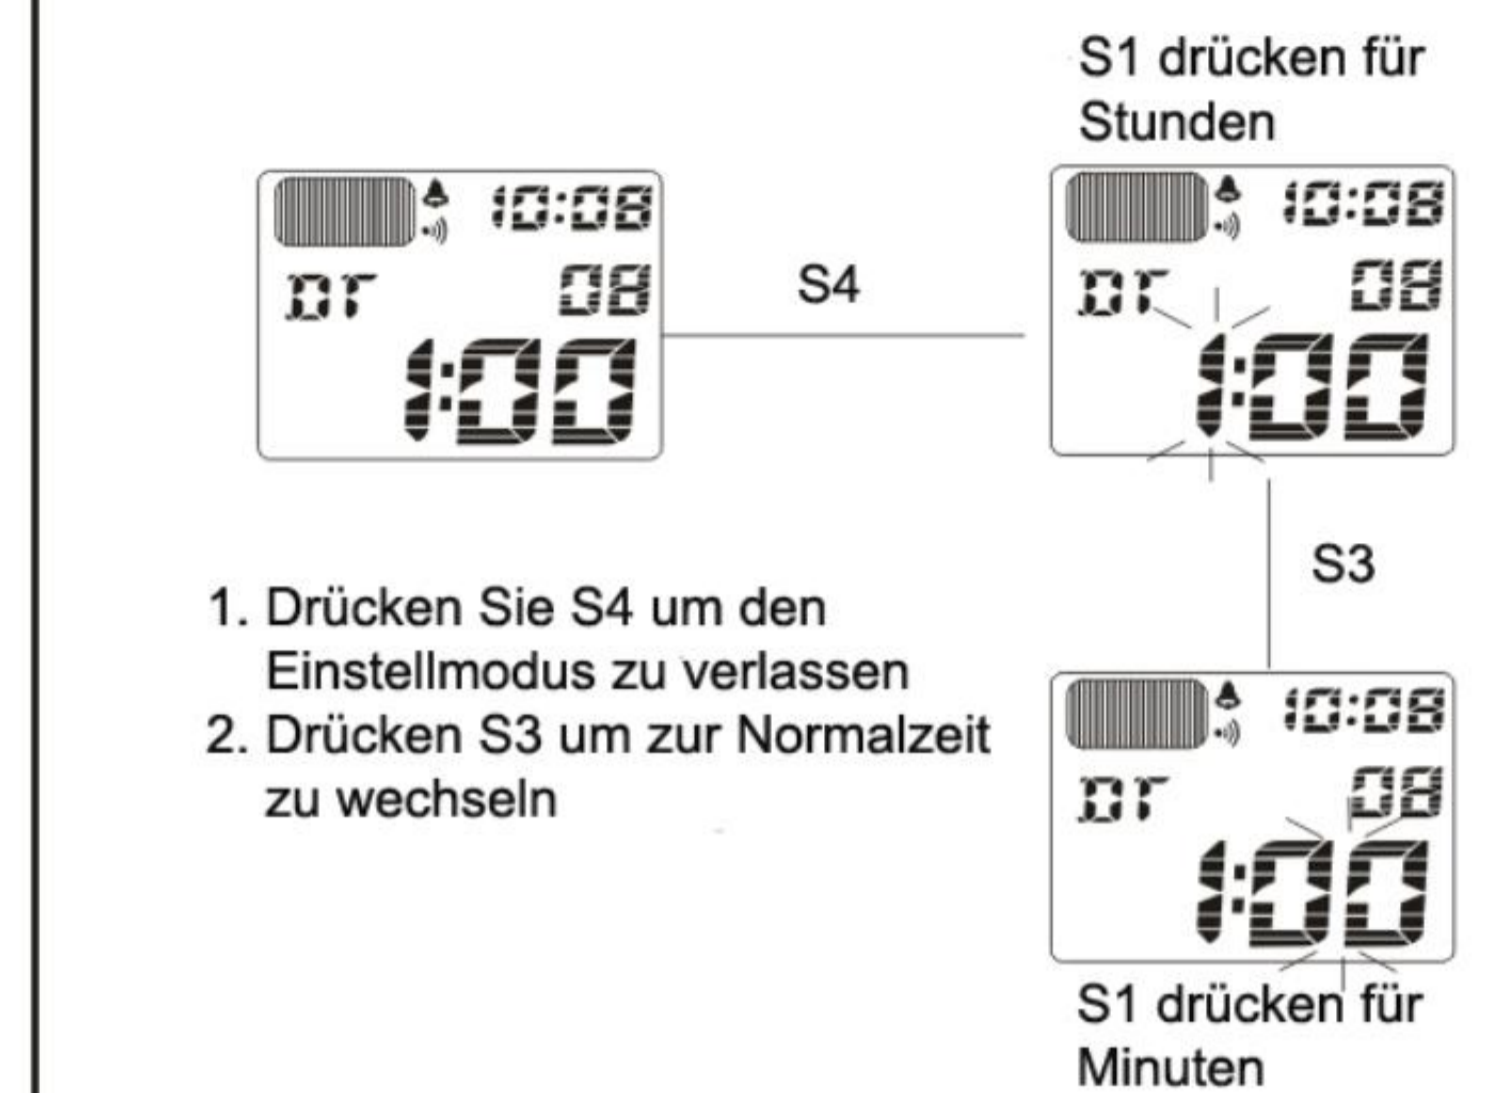 S1 drücken für
Stunden
10:08
DT 08
1:00
S4
10:08
DT 08
1:00
S3
1. Drücken Sie S4 um den
Einstellmodus zu verlassen
2. Drücken S3 um zur Normalzeit
zu wechseln
10:08
DT 08
1:00
S1 drücken für
Minuten